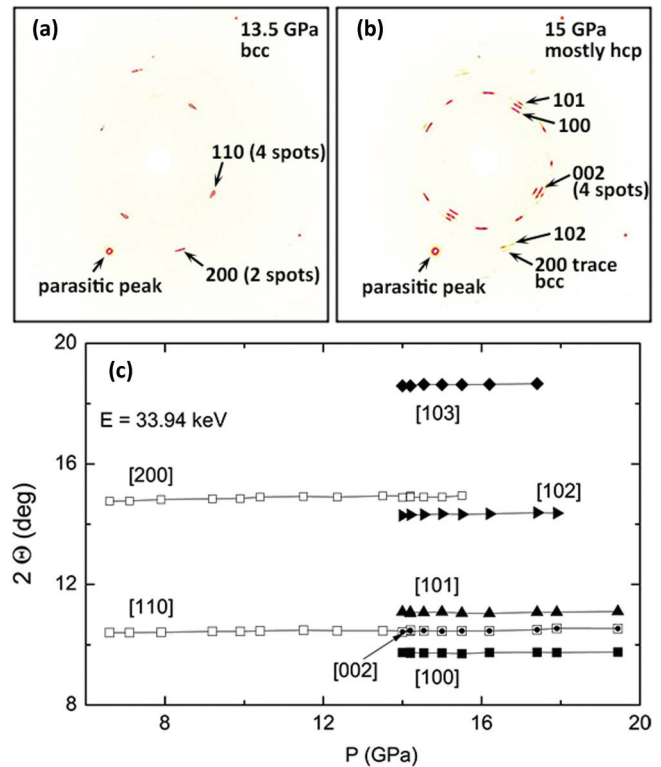 (a)
13.5 GPa
bcc
110 (4 spots)
200 (2 spots)
parasitic peak
(b)
15 GPa
mostly hcp
101
100
002
(4 spots)
102
200 trace
bcc
parasitic peak
(c)
E = 33.94 keV
[103]
[200]
[102]
[101]
[110]
[002]
[100]
20
16
12
8
2 Θ (deg)
8
12
16
20
P (GPa)